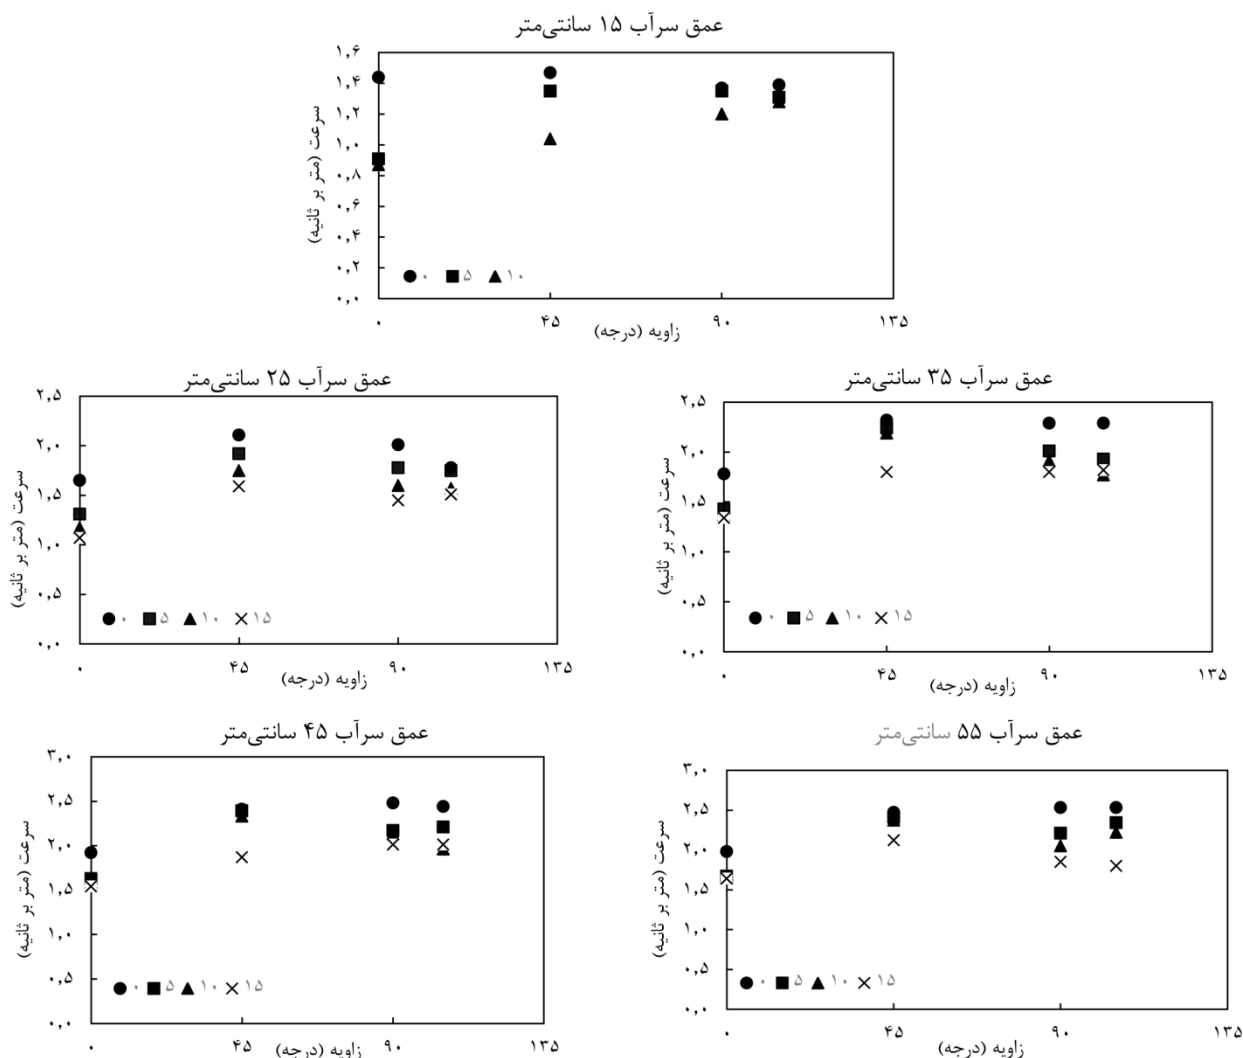 عمق سرآب ۱۵ سانتی‌متر
سرعت (متر بر ثانیه)
۱٫۶
۱٫۴
۱٫۲
۱٫۰
۰٫۸
۰٫۶
۰٫۴
۰٫۲
۰٫۰
۰ ۵ ۱۰
۰ ۴۵ ۹۰ ۱۳۵
زاویه (درجه)
عمق سرآب ۲۵ سانتی‌متر
سرعت (متر بر ثانیه)
۲٫۵
۲٫۰
۱٫۵
۱٫۰
۰٫۵
۰٫۰
۰ ۵ ۱۰ ۱۵
۰ ۴۵ ۹۰ ۱۳۵
زاویه (درجه)
عمق سرآب ۳۵ سانتی‌متر
سرعت (متر بر ثانیه)
۲٫۵
۲٫۰
۱٫۵
۱٫۰
۰٫۵
۰٫۰
۰ ۵ ۱۰ ۱۵
۰ ۴۵ ۹۰ ۱۳۵
زاویه (درجه)
عمق سرآب ۴۵ سانتی‌متر
سرعت (متر بر ثانیه)
۳٫۰
۲٫۵
۲٫۰
۱٫۵
۱٫۰
۰٫۵
۰٫۰
۰ ۵ ۱۰ ۱۵
۰ ۴۵ ۹۰ ۱۳۵
زاویه (درجه)
عمق سرآب ۵۵ سانتی‌متر
سرعت (متر بر ثانیه)
۳٫۰
۲٫۵
۲٫۰
۱٫۵
۱٫۰
۰٫۵
۰٫۰
۰ ۵ ۱۰ ۱۵
۰ ۴۵ ۹۰ ۱۳۵
زاویه (درجه)